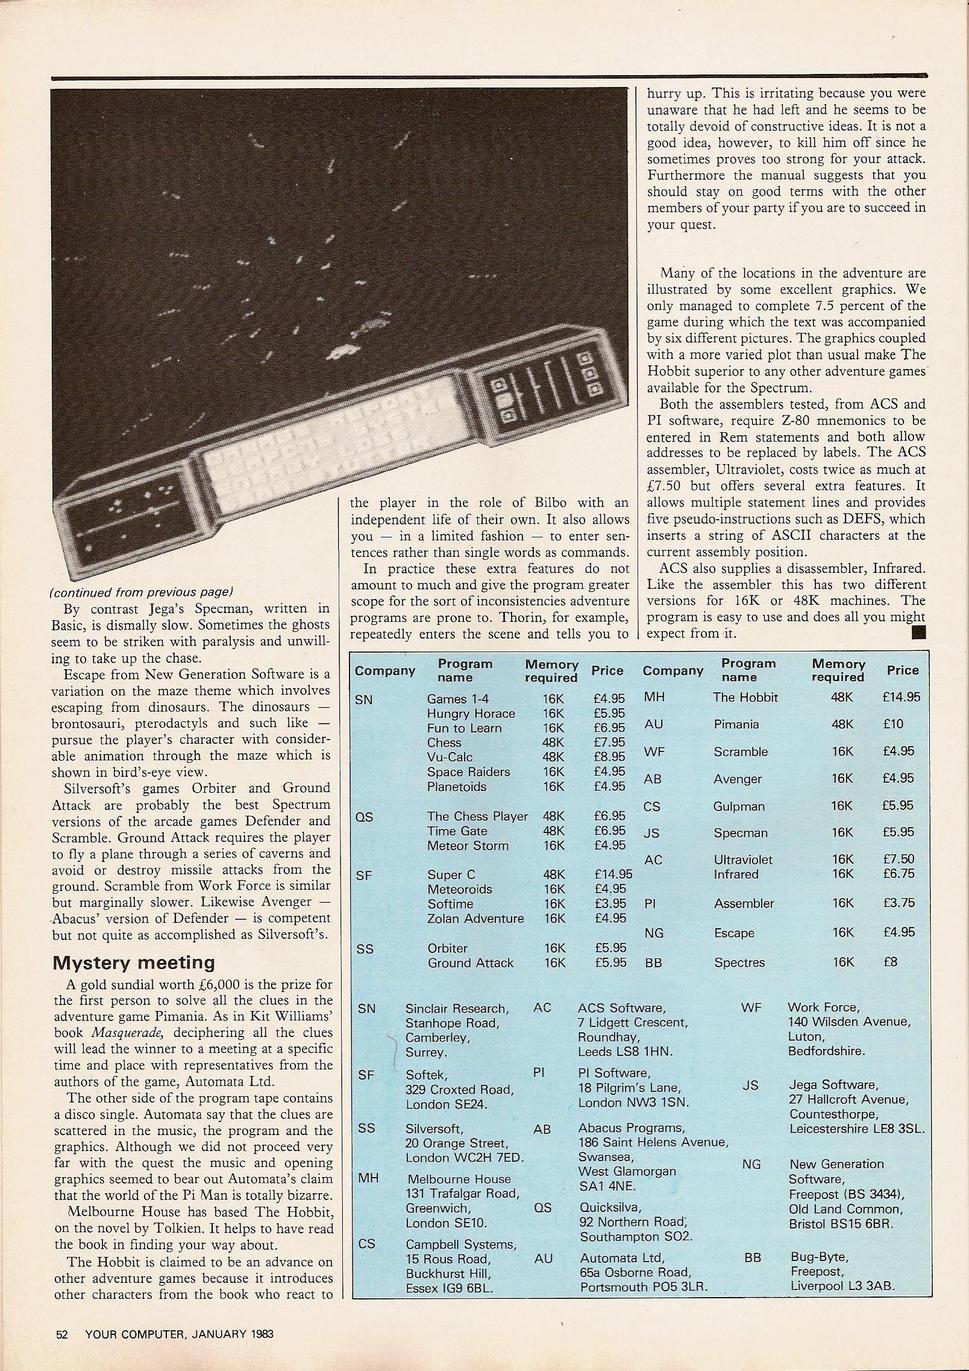 (continued from previous page)
By contrast Jega's Specman, written in
Basic, is dismally slow. Sometimes the ghosts
seem to be striken with paralysis and unwill-
ing to take up the chase.
Escape from New Generation Software is a
variation on the maze theme which involves
escaping from dinosaurs. The dinosaurs —
brontosauri, pterodactyls and such like —
pursue the player's character with consider-
able animation through the maze which is
shown in bird's-eye view.
Silversoft's games Orbiter and Ground
Attack are probably the best Spectrum
versions of the arcade games Defender and
Scramble. Ground Attack requires the player
to fly a plane through a series of caverns and
avoid or destroy missile attacks from the
ground. Scramble from Work Force is similar
but marginally slower. Likewise Avenger —
Abacus' version of Defender — is competent
but not quite as accomplished as Silversoft's.
Mystery meeting
A gold sundial worth £6,000 is the prize for
the first person to solve all the clues in the
adventure game Pimania. As in Kit Williams'
book Masquerade, deciphering all the clues
will lead the winner to a meeting at a specific
time and place with representatives from the
authors of the game, Automata Ltd.
The other side of the program tape contains
a disco single. Automata say that the clues are
scattered in the music, the program and the
graphics. Although we did not proceed very
far with the quest the music and opening
graphics seemed to bear out Automata's claim
that the world of the Pi Man is totally bizarre.
Melbourne House has based The Hobbit,
on the novel by Tolkien. It helps to have read
the book in finding your way about.
The Hobbit is claimed to be an advance on
other adventure games because it introduces
other characters from the book who react to
the player in the role of Bilbo with an
independent life of their own. It also allows
you — in a limited fashion — to enter sen-
tences rather than single words as commands.
In practice these extra features do not
amount to much and give the program greater
scope for the sort of inconsistencies adventure
programs are prone to. Thorin, for example,
repeatedly enters the scene and tells you to
hurry up. This is irritating because you were
unaware that he had left and he seems to be
totally devoid of constructive ideas. It is not a
good idea, however, to kill him off since he
sometimes proves too strong for your attack.
Furthermore the manual suggests that you
should stay on good terms with the other
members of your party if you are to succeed in
your quest.
Many of the locations in the adventure are
illustrated by some excellent graphics. We
only managed to complete 7.5 percent of the
game during which the text was accompanied
by six different pictures. The graphics coupled
with a more varied plot than usual make The
Hobbit superior to any other adventure games
available for the Spectrum.
Both the assemblers tested, from ACS and
PI software, require Z-80 mnemonics to be
entered in Rem statements and both allow
addresses to be replaced by labels. The ACS
assembler, Ultraviolet, costs twice as much at
£7.50 but offers several extra features. It
allows multiple statement lines and provides
five pseudo-instructions such as DEFS, which
inserts a string of ASCII characters at the
current assembly position.
ACS also supplies a disassembler, Infrared.
Like the assembler this has two different
versions for 16K or 48K machines. The
program is easy to use and does all you might
expect from it.
Company Program name Memory required Price
SN Games 1-4 16K £4.95
Hungry Horace 16K £5.95
Fun to Learn 16K £6.95
Chess 48K £7.95
Vu-Calc 48K £8.95
Space Raiders 16K £4.95
Planetoids 16K £4.95
QS The Chess Player 48K £6.95
Time Gate 48K £6.95
Meteor Storm 16K £4.95
SF Super C 48K £14.95
Meteoroids 16K £4.95
Softime 16K £3.95
Zolan Adventure 16K £4.95
SS Orbiter 16K £5.95
Ground Attack 16K £5.95
Company Program name Memory required Price
MH The Hobbit 48K £14.95
AU Pimania 48K £10
WF Scramble 16K £4.95
AB Avenger 16K £4.95
CS Gulpman 16K £5.95
JS Specman 16K £5.95
AC Ultraviolet 16K £7.50
Infrared 16K £6.75
PI Assembler 16K £3.75
NG Escape 16K £4.95
BB Spectres 16K £8
SN Sinclair Research,
Stanhope Road,
Camberley,
Surrey.
SF Softek,
329 Croxted Road,
London SE24.
SS Silversoft,
20 Orange Street,
London WC2H 7ED.
MH Melbourne House
131 Trafalgar Road,
Greenwich,
London SE10.
CS Campbell Systems,
15 Rous Road,
Buckhurst Hill,
Essex IG9 6BL.
AC ACS Software,
7 Lidgett Crescent,
Roundhay,
Leeds LS8 1HN.
PI PI Software,
18 Pilgrim's Lane,
London NW3 1SN.
AB Abacus Programs,
186 Saint Helens Avenue,
Swansea,
West Glamorgan
SA1 4NE.
QS Quicksilva,
92 Northern Road,
Southampton SO2.
AU Automata Ltd,
65a Osborne Road,
Portsmouth PO5 3LR.
WF Work Force,
140 Wilsden Avenue,
Luton,
Bedfordshire.
JS Jega Software,
27 Hallcroft Avenue,
Countesthorpe,
Leicestershire LE8 3SL.
NG New Generation
Software,
Freepost (BS 3434),
Old Land Common,
Bristol BS15 6BR.
BB Bug-Byte,
Freepost,
Liverpool L3 3AB.
52 YOUR COMPUTER, JANUARY 1983